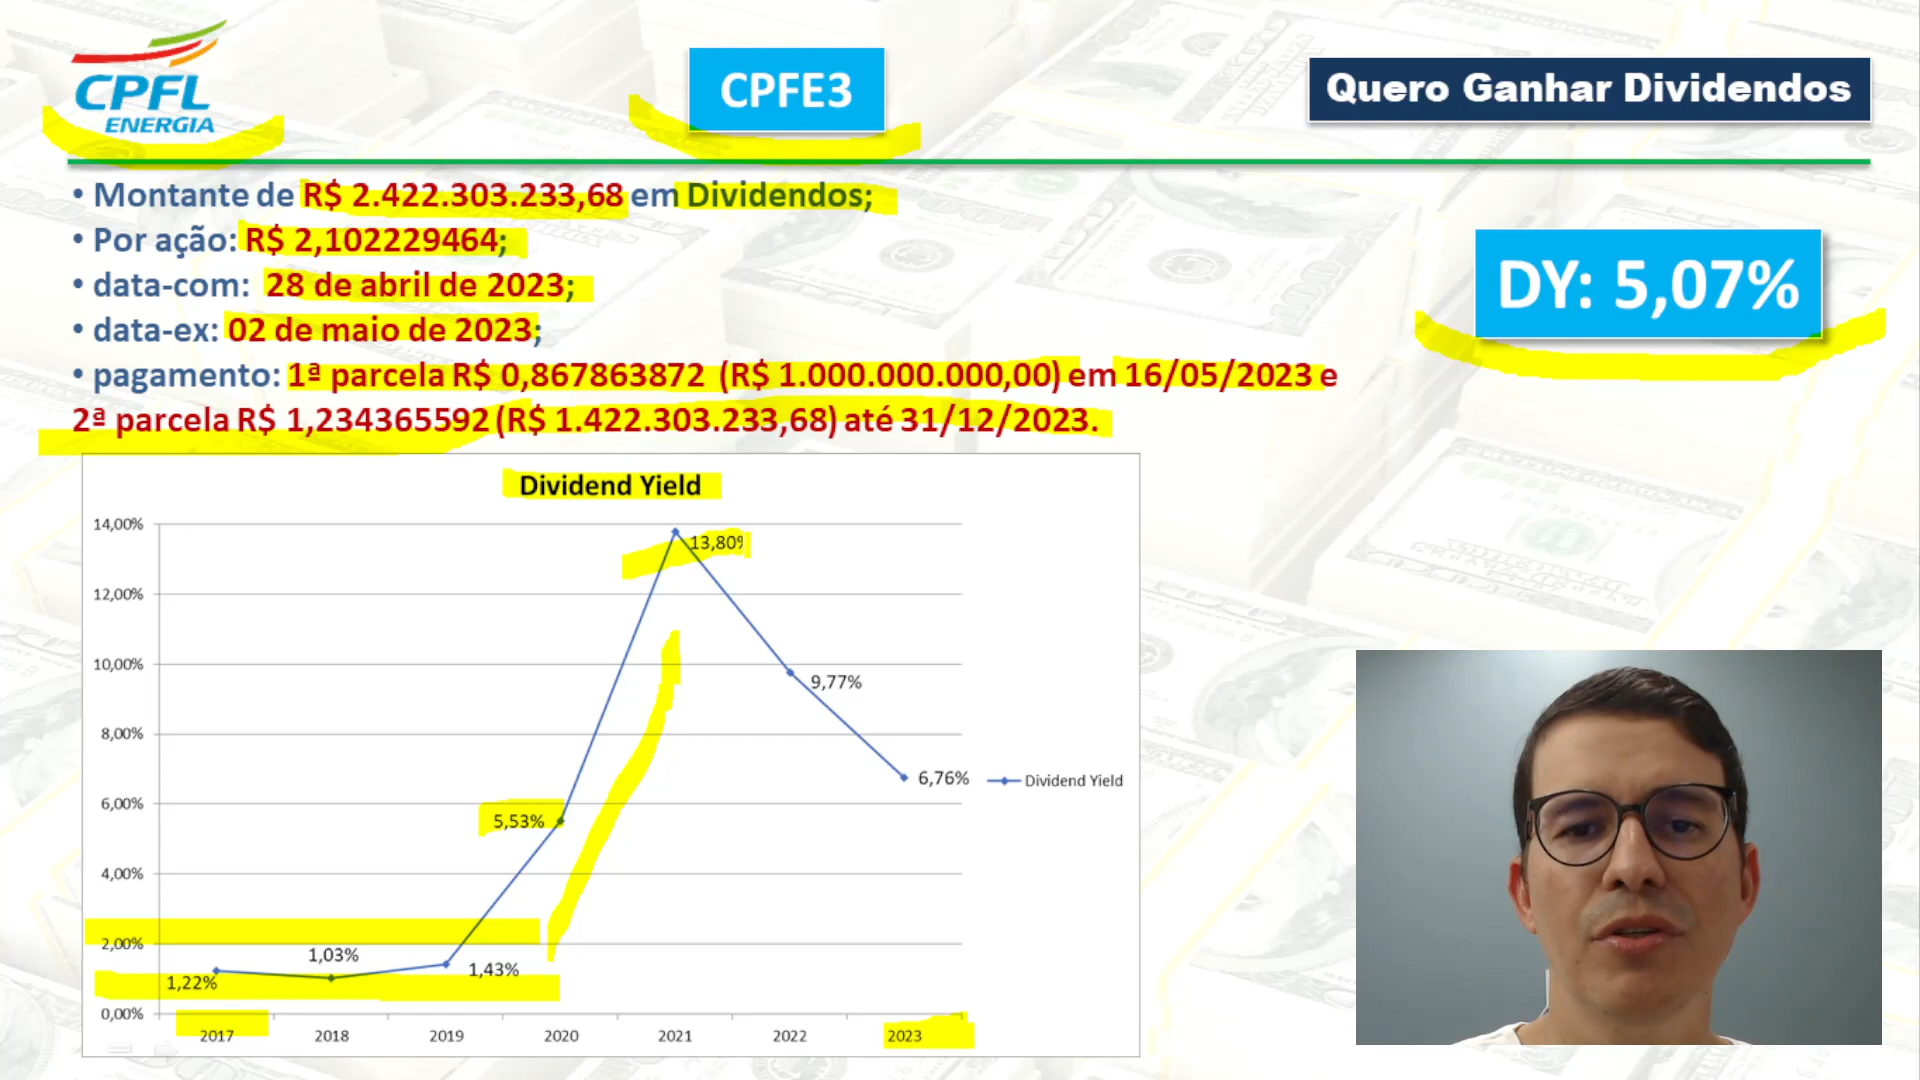 CPFL
ENERGIA
CPFE3
Quero Ganhar Dividendos
• Montante de R$ 2.422.303.233,68 em Dividendos;
• Por ação: R$ 2,102229464;
• data-com: 28 de abril de 2023;
• data-ex: 02 de maio de 2023;
• pagamento: 1ª parcela R$ 0,867863872 (R$ 1.000.000.000,00) em 16/05/2023 e
2ª parcela R$ 1,234365592 (R$ 1.422.303.233,68) até 31/12/2023.
DY: 5,07%
Dividend Yield
14,00%
13,80%
12,00%
10,00%
9,77%
8,00%
6,76%
Dividend Yield
6,00%
5,53%
4,00%
2,00%
1,03%
1,43%
1,22%
0,00%
2017 2018 2019 2020 2021 2022 2023